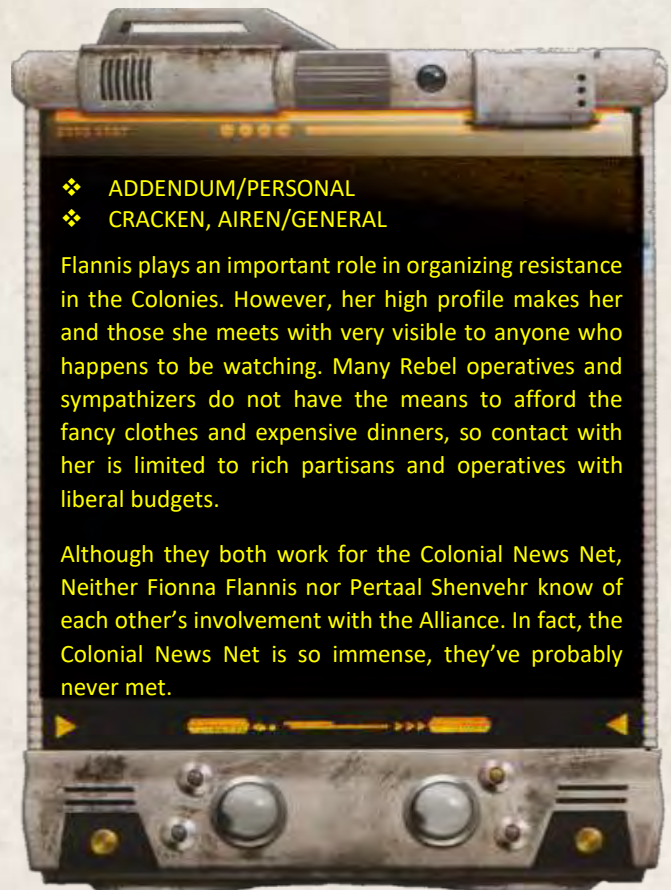 ❖ ADDENDUM/PERSONAL
❖ CRACKEN, AIREN/GENERAL
Flannis plays an important role in organizing resistance
in the Colonies. However, her high profile makes her
and those she meets with very visible to anyone who
happens to be watching. Many Rebel operatives and
sympathizers do not have the means to afford the
fancy clothes and expensive dinners, so contact with
her is limited to rich partisans and operatives with
liberal budgets.
Although they both work for the Colonial News Net,
Neither Fionna Flannis nor Pertaal Shenvehr know of
each other’s involvement with the Alliance. In fact, the
Colonial News Net is so immense, they’ve probably
never met.